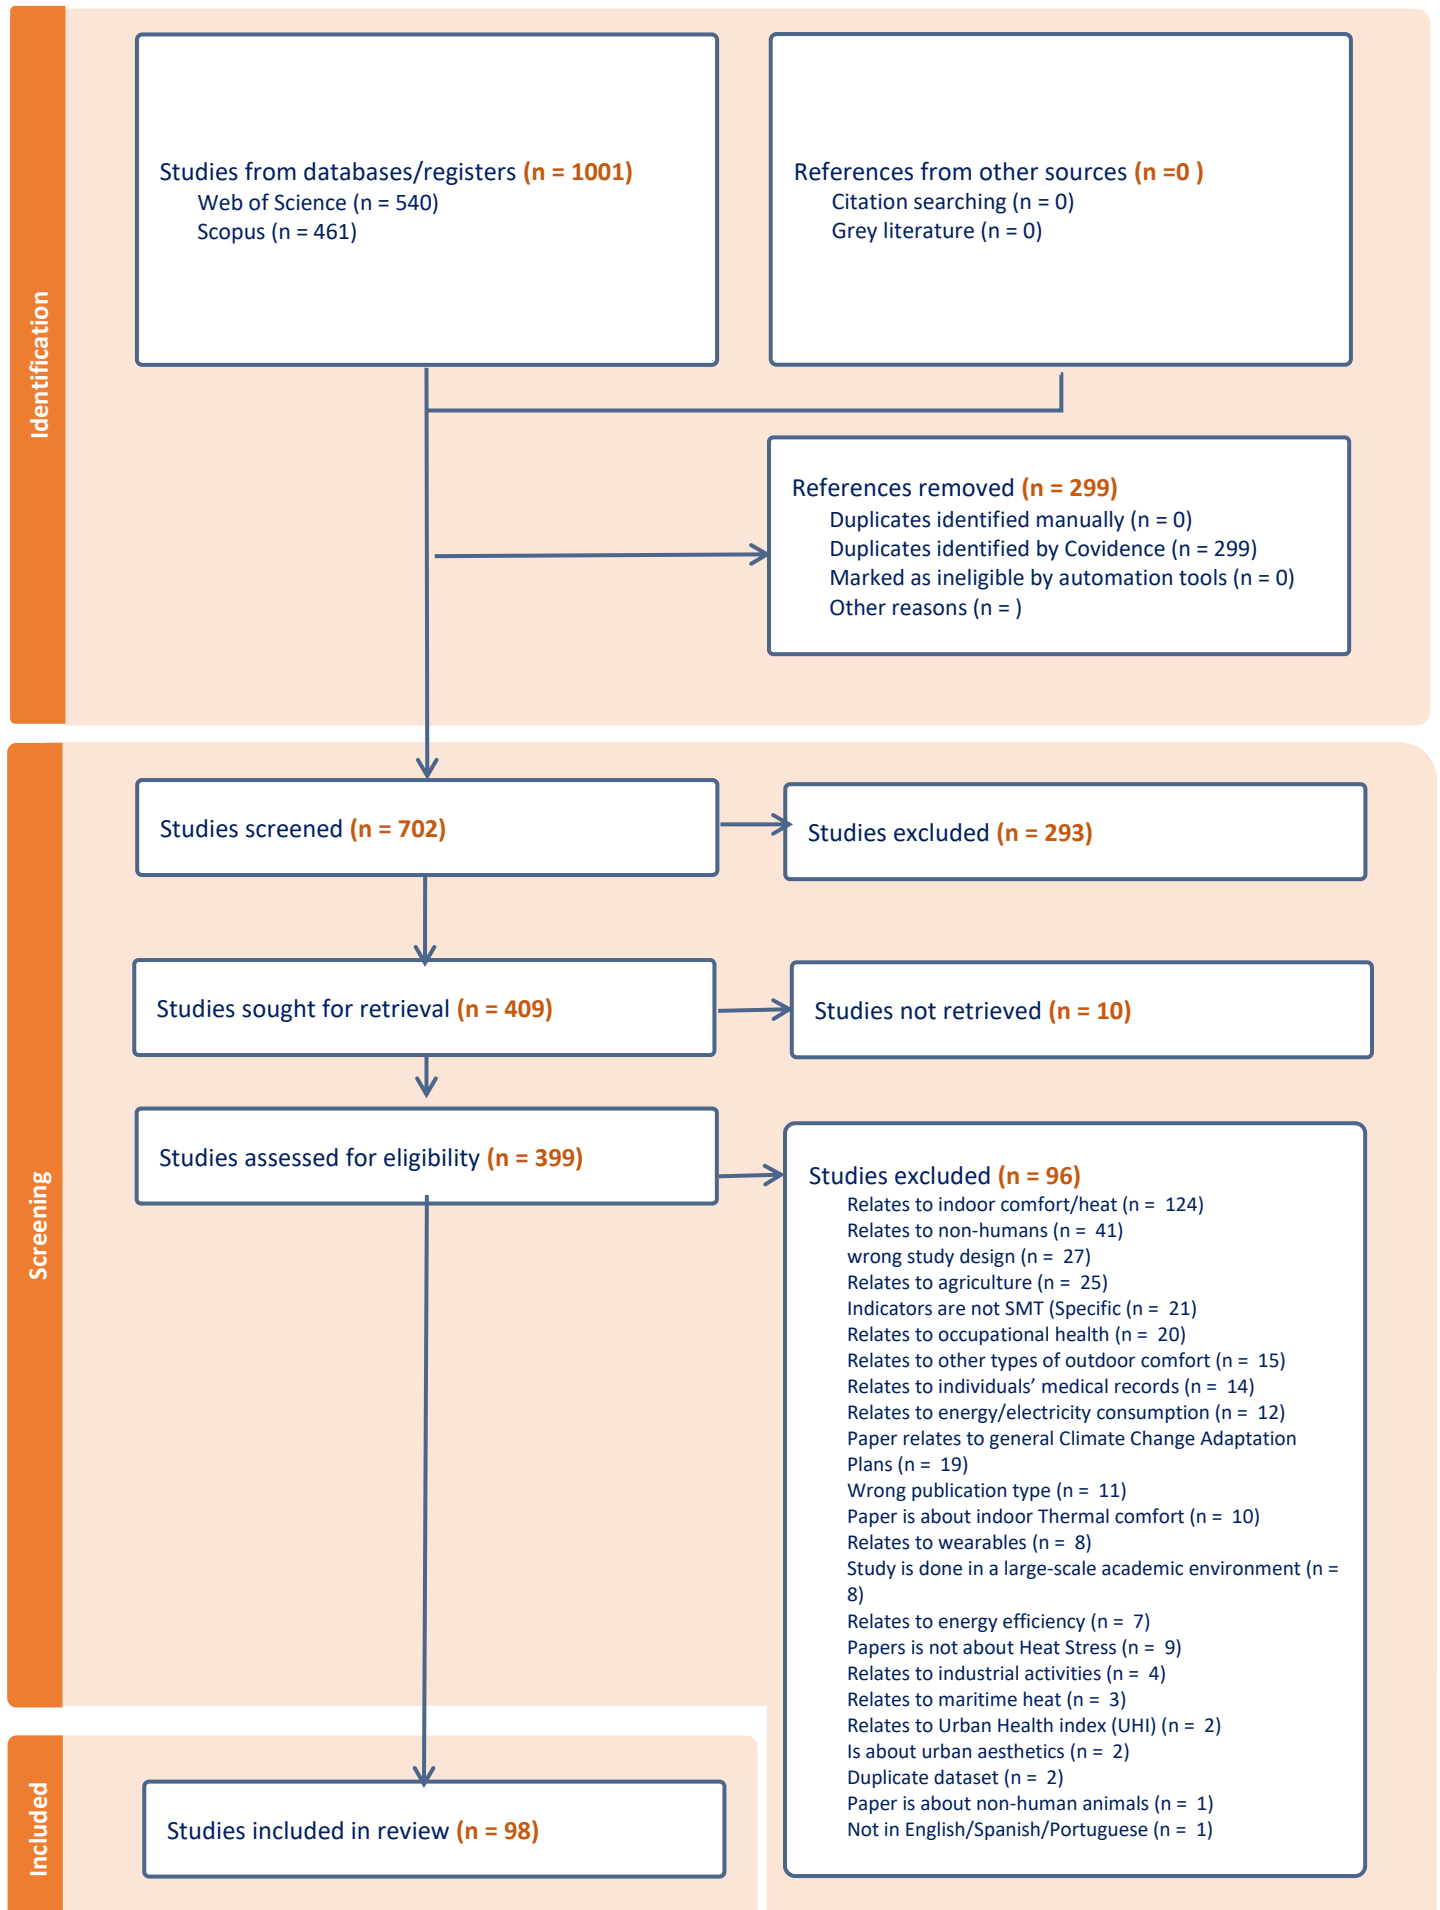 Identification
Studies from databases/registers (n = 1001)
Web of Science (n = 540)
Scopus (n = 461)
References from other sources (n =0 )
Citation searching (n = 0)
Grey literature (n = 0)
References removed (n = 299)
Duplicates identified manually (n = 0)
Duplicates identified by Covidence (n = 299)
Marked as ineligible by automation tools (n = 0)
Other reasons (n = )
Screening
Studies screened (n = 702)
Studies excluded (n = 293)
Studies sought for retrieval (n = 409)
Studies not retrieved (n = 10)
Studies assessed for eligibility (n = 399)
Studies excluded (n = 96)
Relates to indoor comfort/heat (n = 124)
Relates to non-humans (n = 41)
wrong study design (n = 27)
Relates to agriculture (n = 25)
Indicators are not SMT (Specific (n = 21)
Relates to occupational health (n = 20)
Relates to other types of outdoor comfort (n = 15)
Relates to individuals’ medical records (n = 14)
Relates to energy/electricity consumption (n = 12)
Paper relates to general Climate Change Adaptation
Plans (n = 19)
Wrong publication type (n = 11)
Paper is about indoor Thermal comfort (n = 10)
Relates to wearables (n = 8)
Study is done in a large-scale academic environment (n =
8)
Relates to energy efficiency (n = 7)
Papers is not about Heat Stress (n = 9)
Relates to industrial activities (n = 4)
Relates to maritime heat (n = 3)
Relates to Urban Health index (UHI) (n = 2)
Is about urban aesthetics (n = 2)
Duplicate dataset (n = 2)
Paper is about non-human animals (n = 1)
Not in English/Spanish/Portuguese (n = 1)
Included
Studies included in review (n = 98)